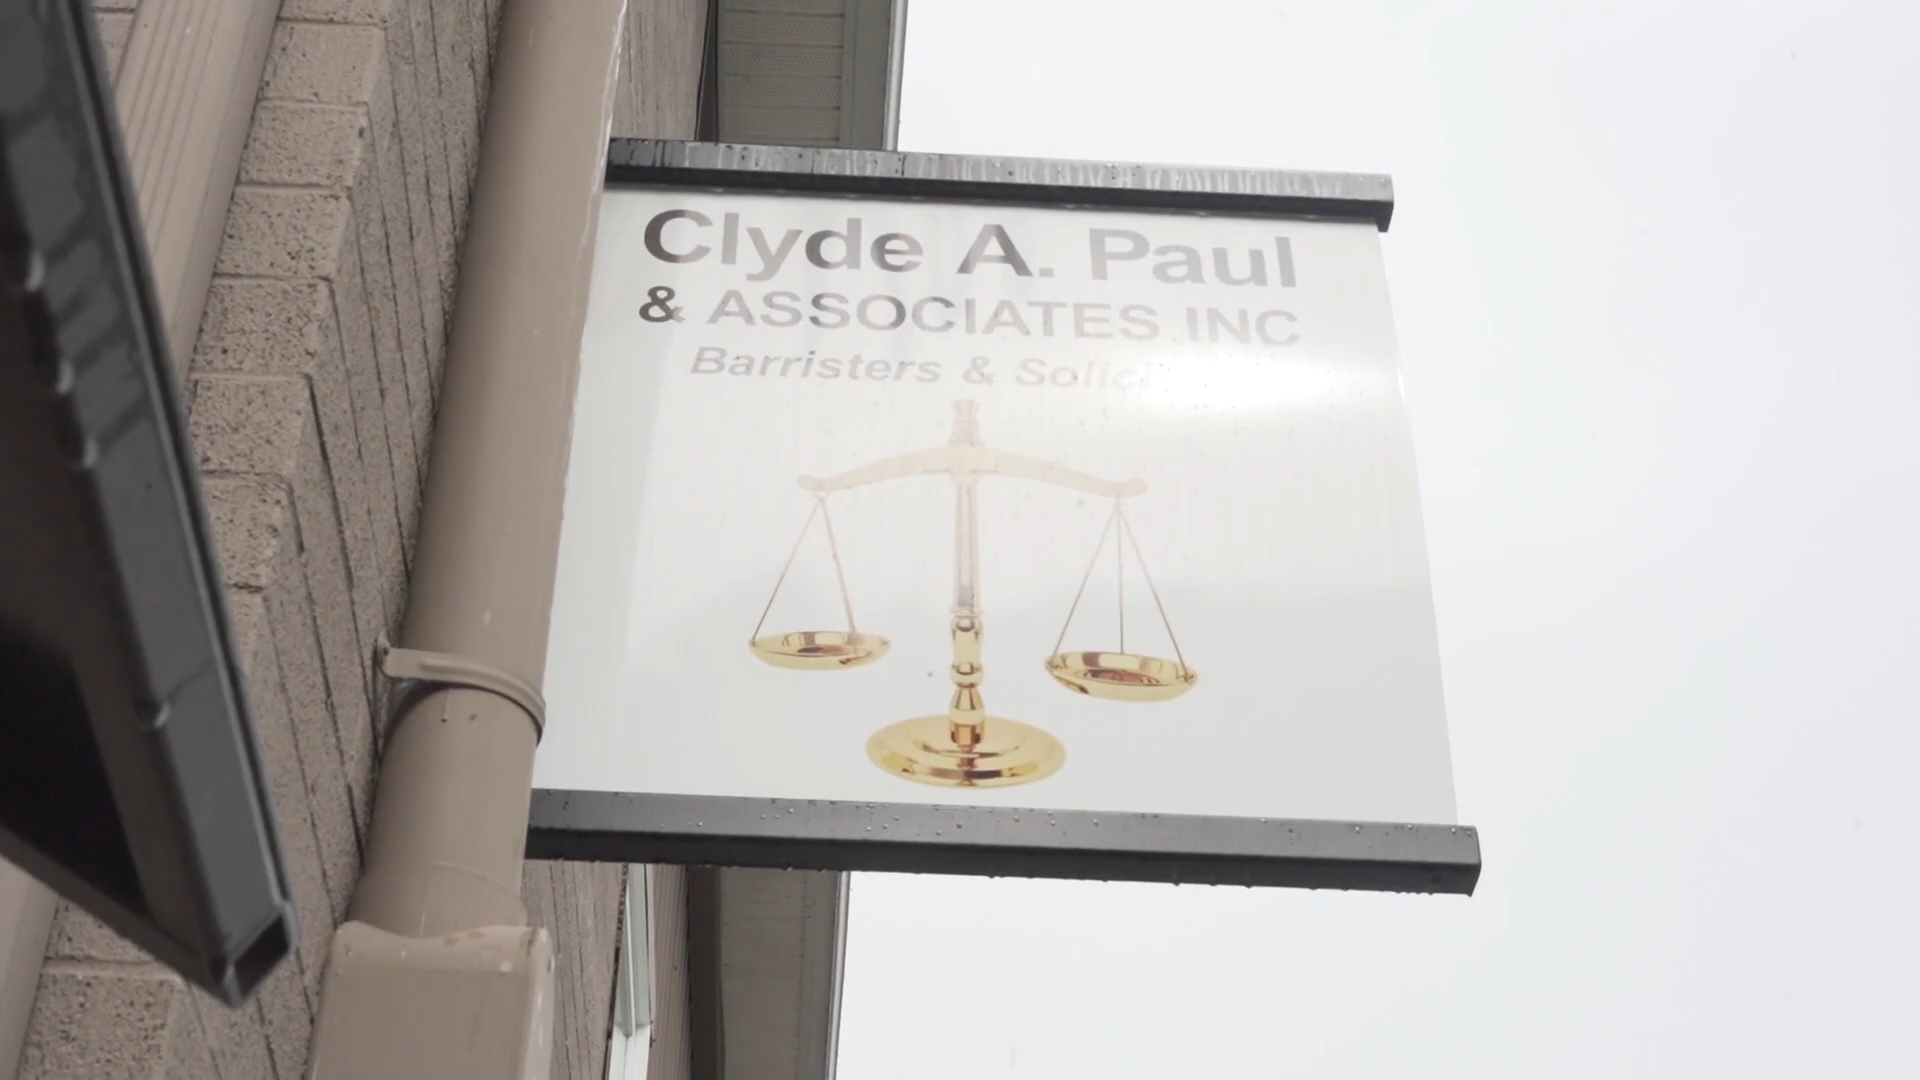 Clyde A. Paul
& ASSOCIATES INC
Barristers &